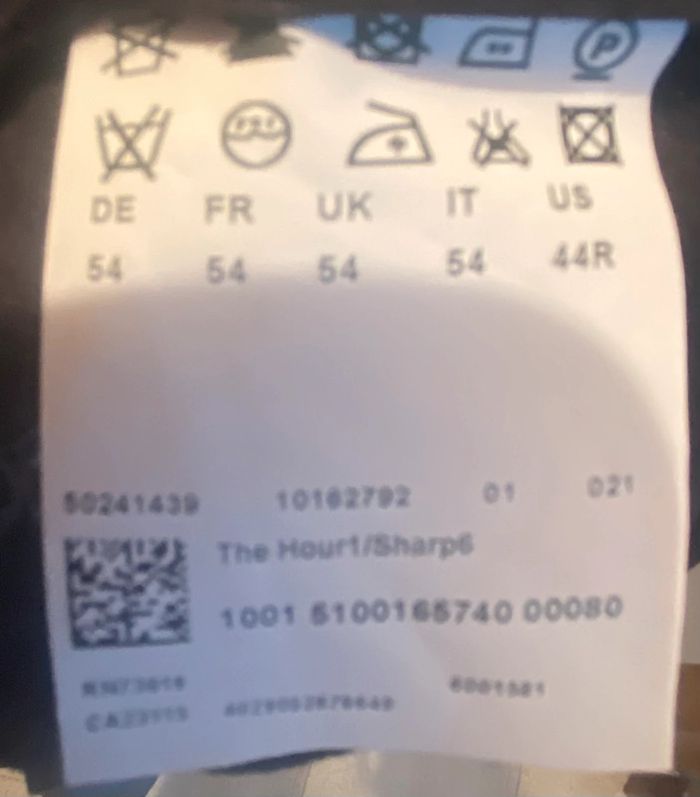 P
DE FR UK IT US
54 54 54 54 44R
50241439 10162792 01 021
The Hour1/Sharp6
1001 5100165740 00080